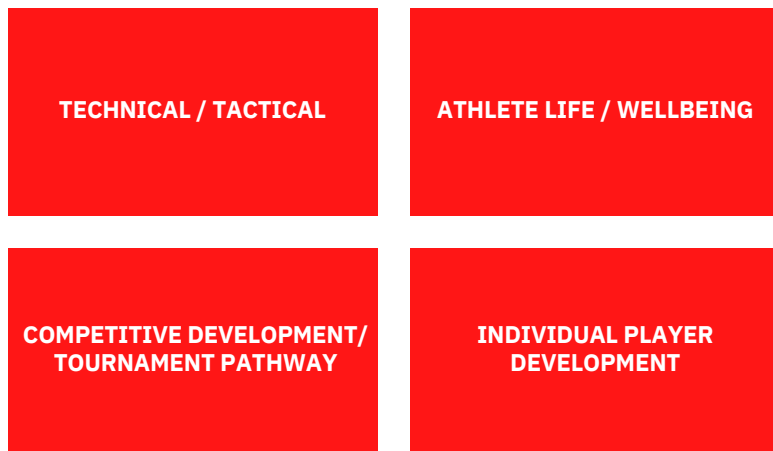 TECHNICAL / TACTICAL
ATHLETE LIFE / WELLBEING
COMPETITIVE DEVELOPMENT/
TOURNAMENT PATHWAY
INDIVIDUAL PLAYER
DEVELOPMENT